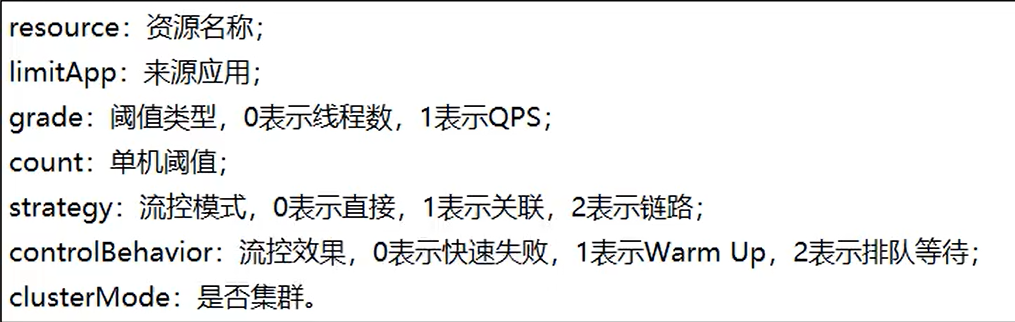 resource：资源名称；
limitApp：来源应用；
grade：阈值类型，0表示线程数，1表示QPS；
count：单机阈值；
strategy：流控模式，0表示直接，1表示关联，2表示链路；
controlBehavior：流控效果，0表示快速失败，1表示Warm Up，2表示排队等待；
clusterMode：是否集群。